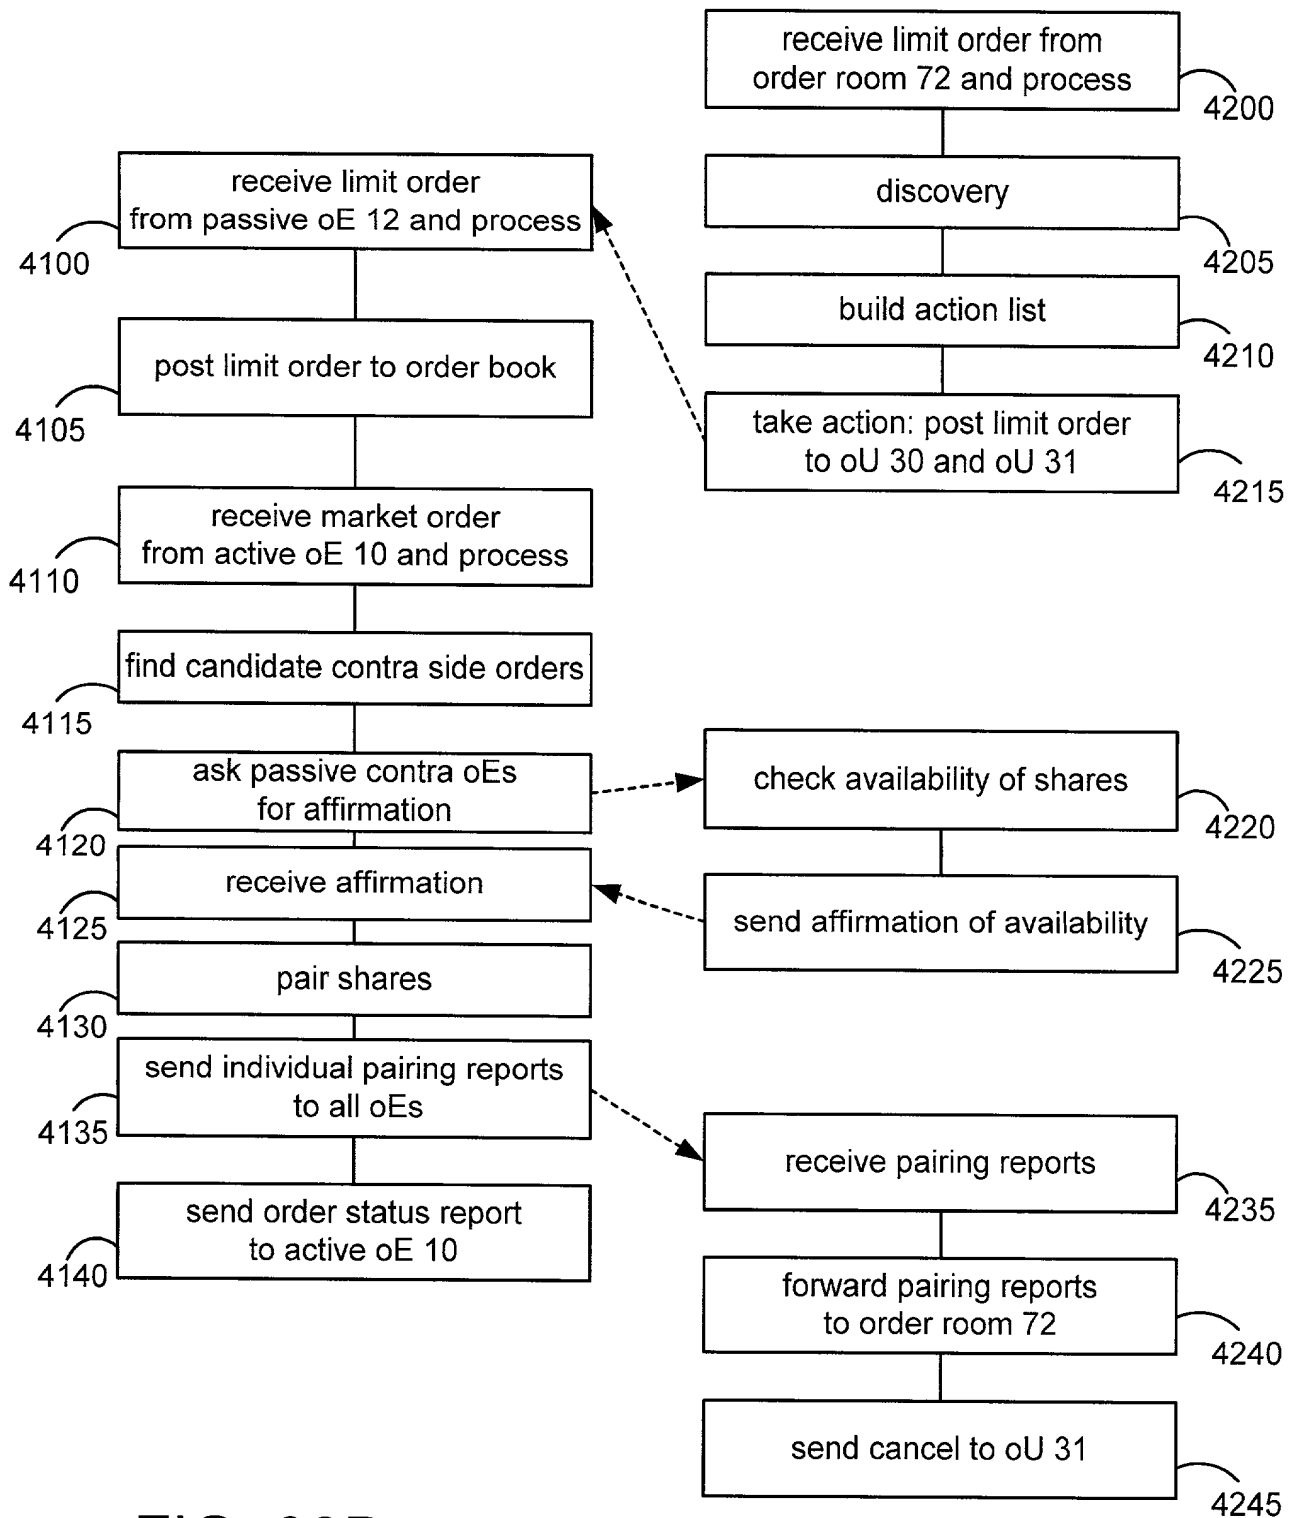 receive limit order from
order room 72 and process
4200
discovery
4205
build action list
4210
take action: post limit order
to oU 30 and oU 31
4215
receive limit order
from passive oE 12 and process
4100
post limit order to order book
4105
receive market order
from active oE 10 and process
4110
find candidate contra side orders
4115
ask passive contra oEs
for affirmation
4120
check availability of shares
4220
receive affirmation
4125
send affirmation of availability
4225
pair shares
4130
send individual pairing reports
to all oEs
4135
receive pairing reports
4235
send order status report
to active oE 10
4140
forward pairing reports
to order room 72
4240
send cancel to oU 31
4245